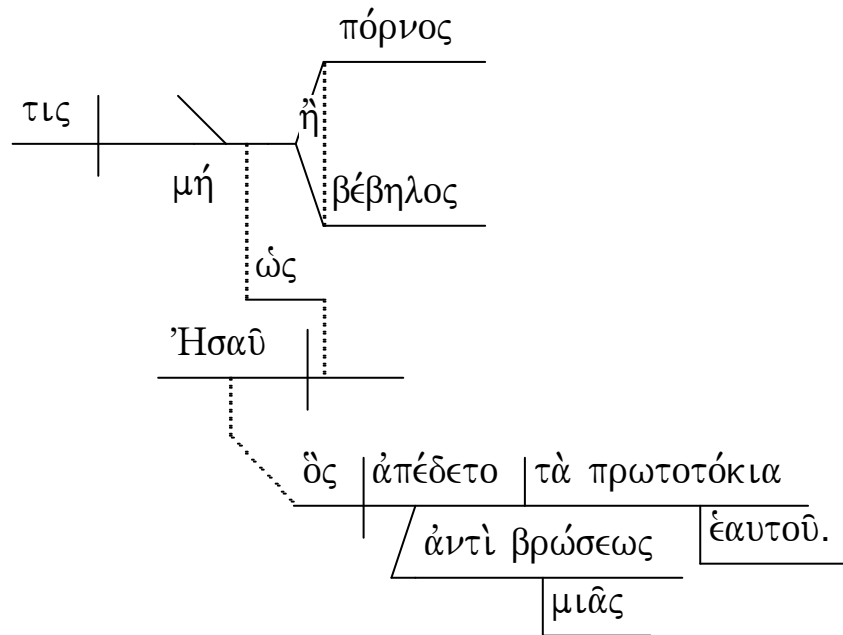 πόρνος
τις ἢ
μή βέβηλος
ὡς
Ἠσαῦ
ὃς ἀπέδετο τὰ πρωτοτόκια
ἀντὶ βρώσεως ἑαυτοῦ.
μιᾶς